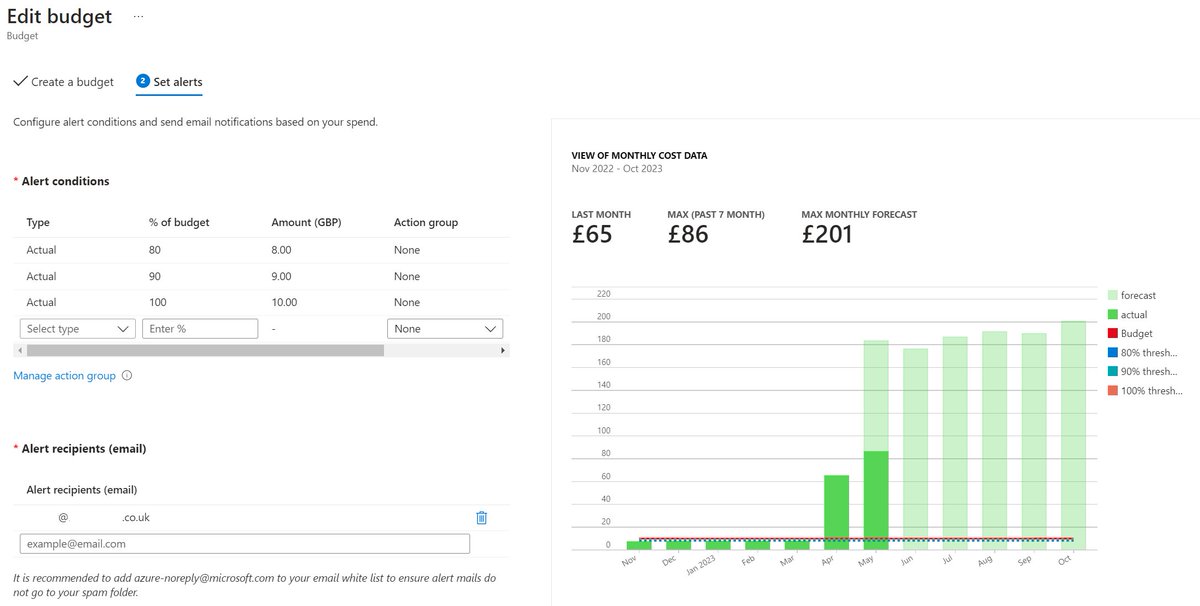 Edit budget ...
Budget
Create a budget
2 Set alerts
Configure alert conditions and send email notifications based on your spend.
* Alert conditions
Type % of budget Amount (GBP) Action group
Actual 80 8.00 None
Actual 90 9.00 None
Actual 100 10.00 None
Select type Enter % - None
Manage action group
* Alert recipients (email)
Alert recipients (email)
@ .co.uk
example@email.com
It is recommended to add azure-noreply@microsoft.com to your email white list to ensure alert mails do
not go to your spam folder.
VIEW OF MONTHLY COST DATA
Nov 2022 - Oct 2023
LAST MONTH MAX (PAST 7 MONTH) MAX MONTHLY FORECAST
£65 £86 £201
220
200
180
160
140
120
100
80
60
40
20
0
Nov Dec Jan 2023 Feb Mar Apr May Jun Jul Aug Sep Oct
forecast
actual
Budget
80% thresh...
90% thresh...
100% thresh...